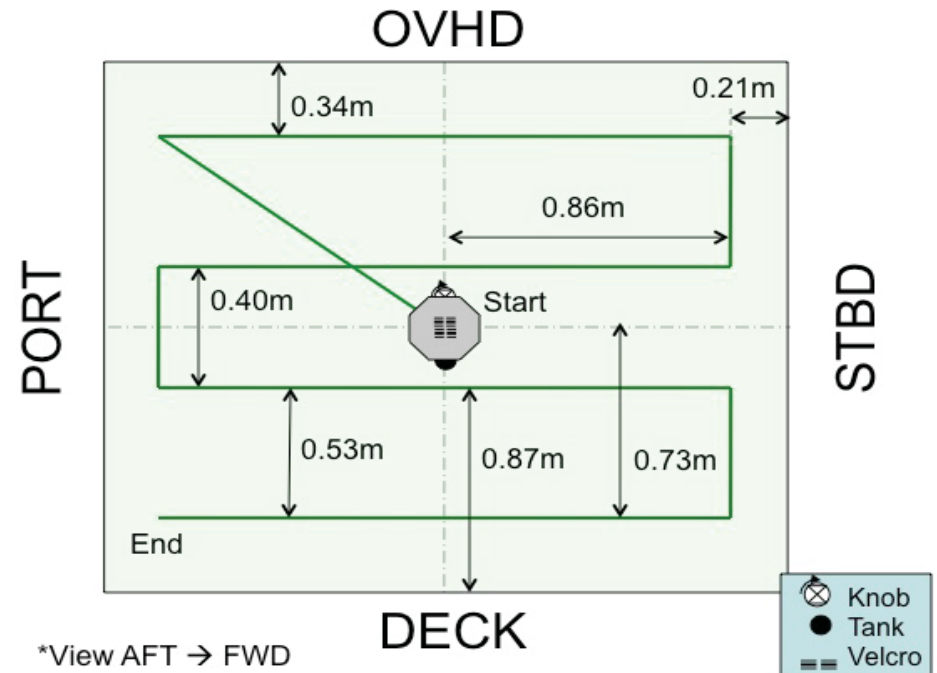 OVHD
0.21m
0.34m
0.86m
PORT
0.40m
Start
STBD
0.53m
0.87m
0.73m
End
DECK
Knob
Tank
Velcro
*View AFT → FWD